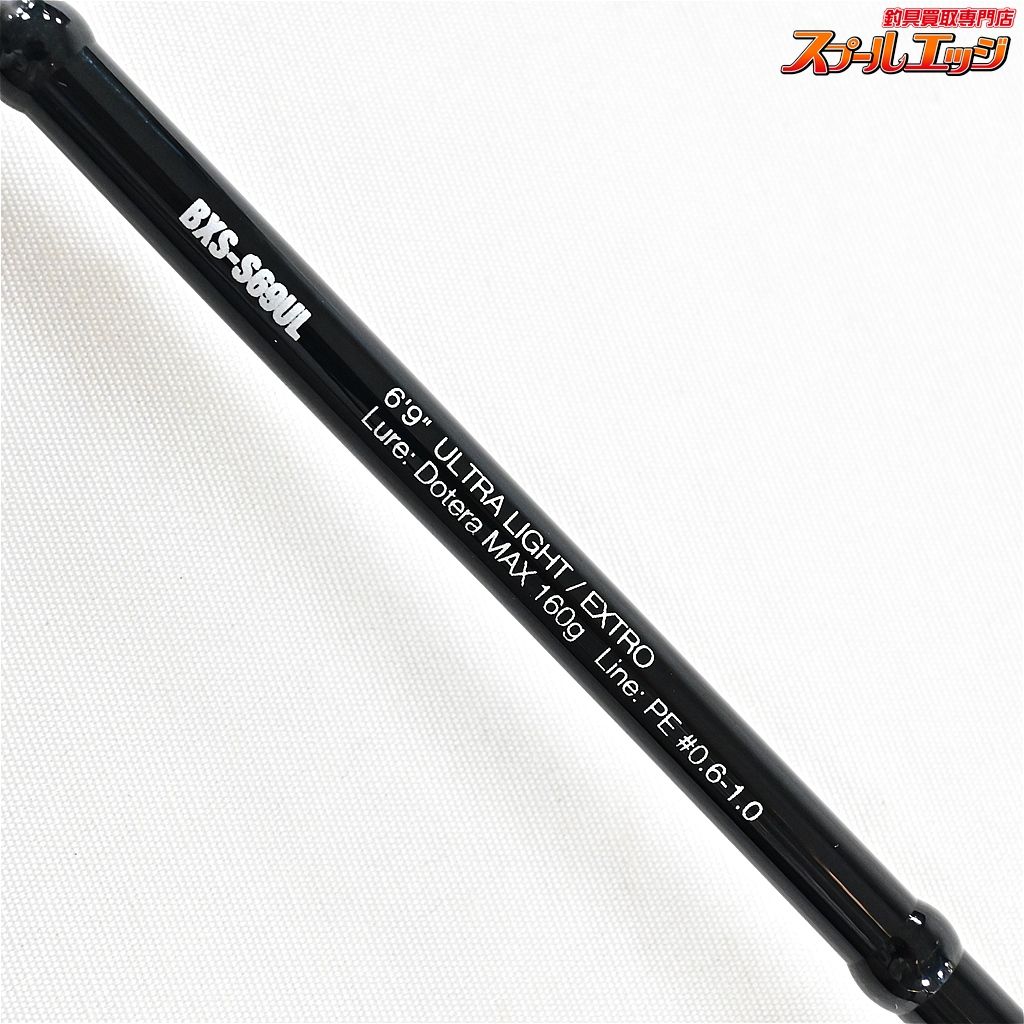 釣具買取専門店
スプールエッジ
BXS-S69UL
6'9" ULTRA LIGHT / EXTRO
Lure: Dotera MAX 160g Line: PE #0.6-1.0